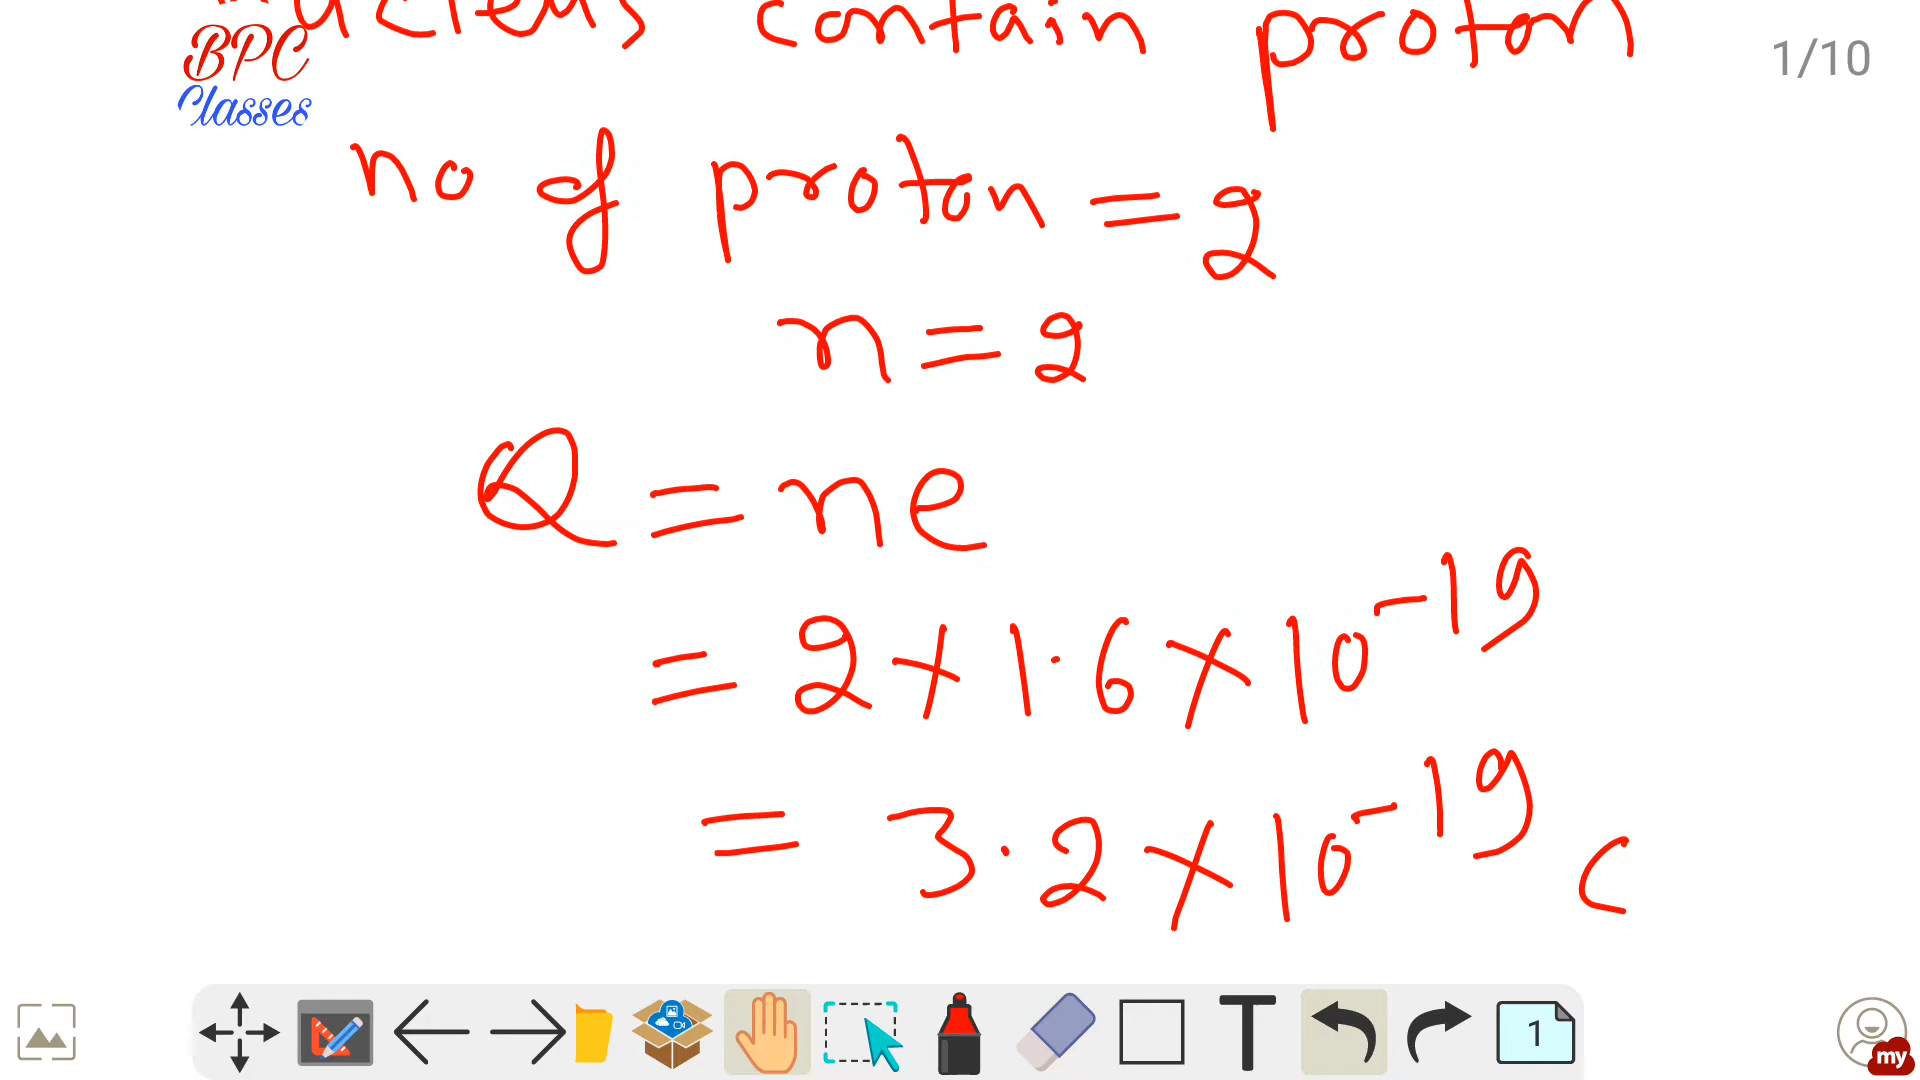 nucleus contain proton
BPC
Classes
1/10
no of proton = 2
n = 2
Q = ne
= 2 × 1.6 × 10⁻¹⁹
= 3.2 × 10⁻¹⁹ C
T
1
my